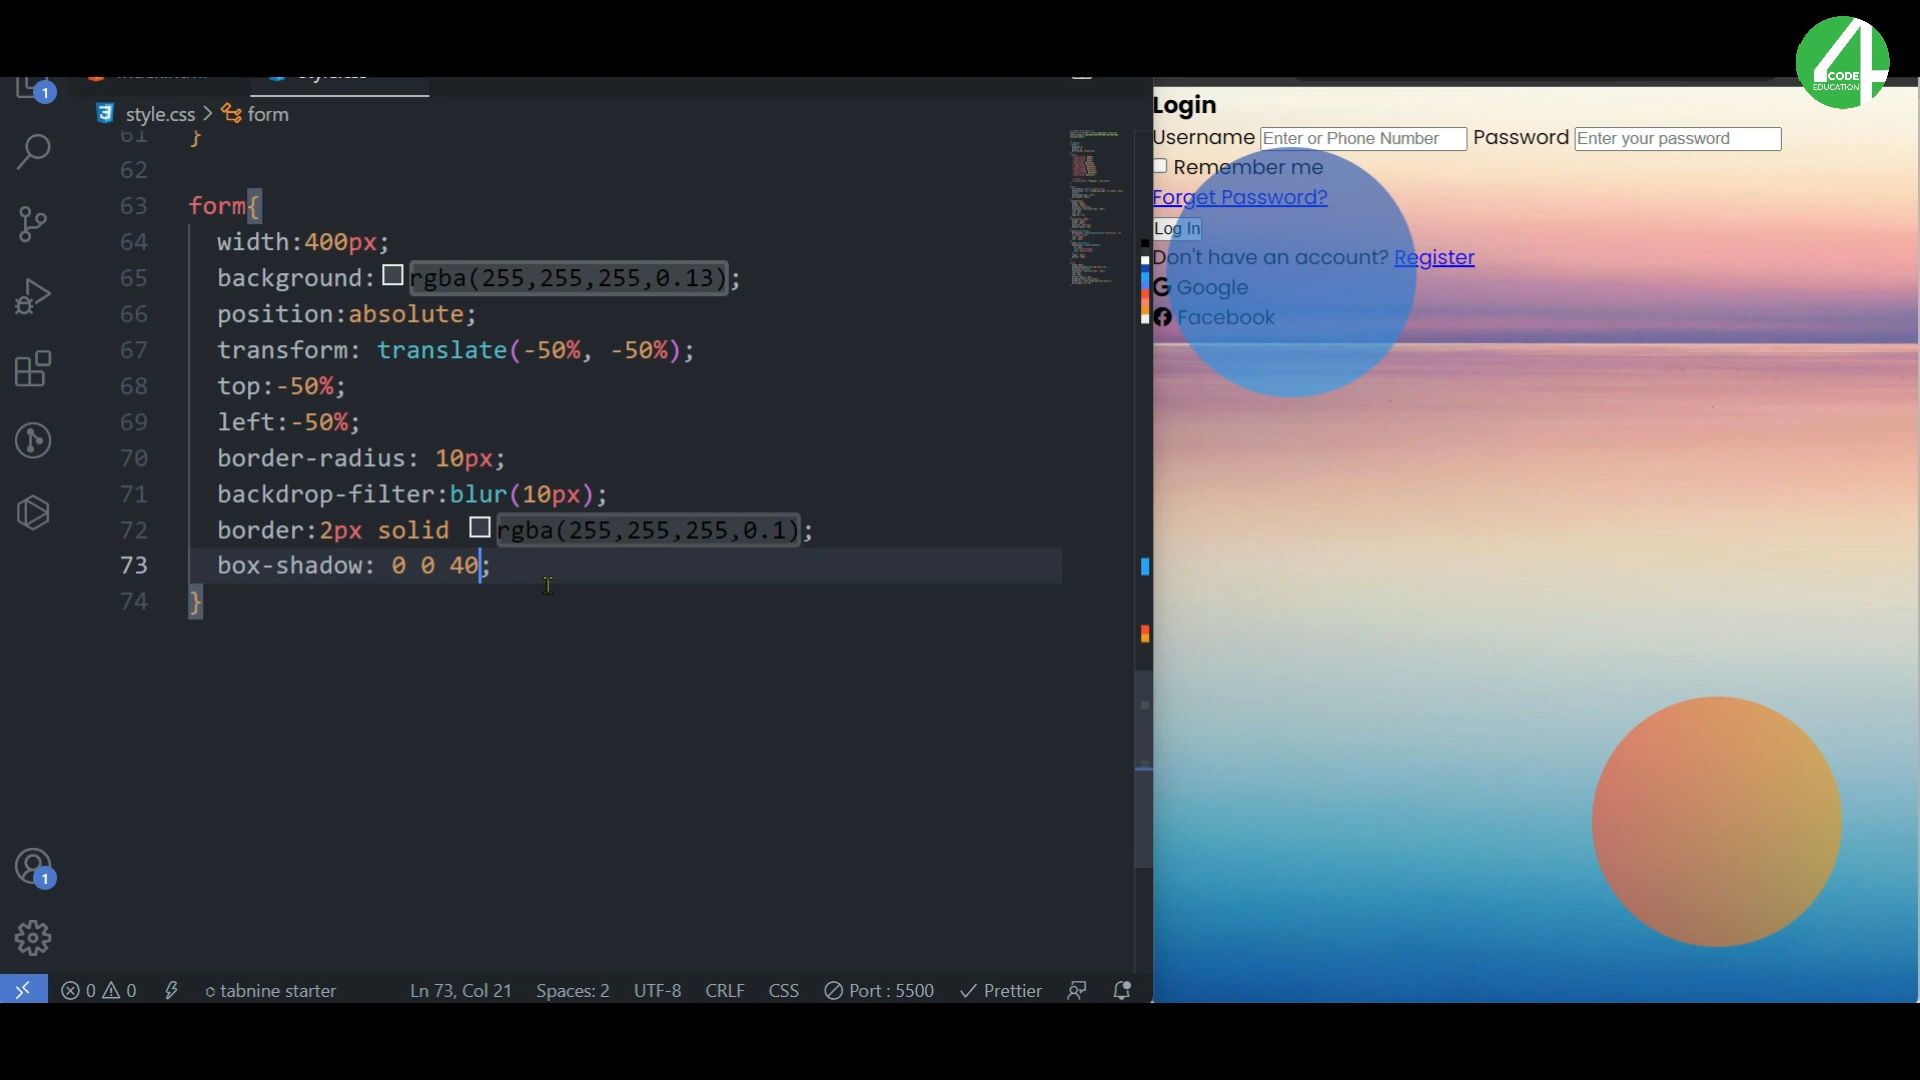 4
CODE
EDUCATION
1
style.css
style.css > form
61 }
62
63 form{
64 width:400px;
65 background: rgba(255,255,255,0.13);
66 position:absolute;
67 transform: translate(-50%, -50%);
68 top:-50%;
69 left:-50%;
70 border-radius: 10px;
71 backdrop-filter:blur(10px);
72 border:2px solid rgba(255,255,255,0.1);
73 box-shadow: 0 0 40;
74 }
1
0 0 tabnine starter Ln 73, Col 21 Spaces: 2 UTF-8 CRLF CSS Port : 5500 Prettier
Login
Username Enter or Phone Number Password Enter your password
Remember me
Forget Password?
Log In
Don't have an account? Register
Google
Facebook